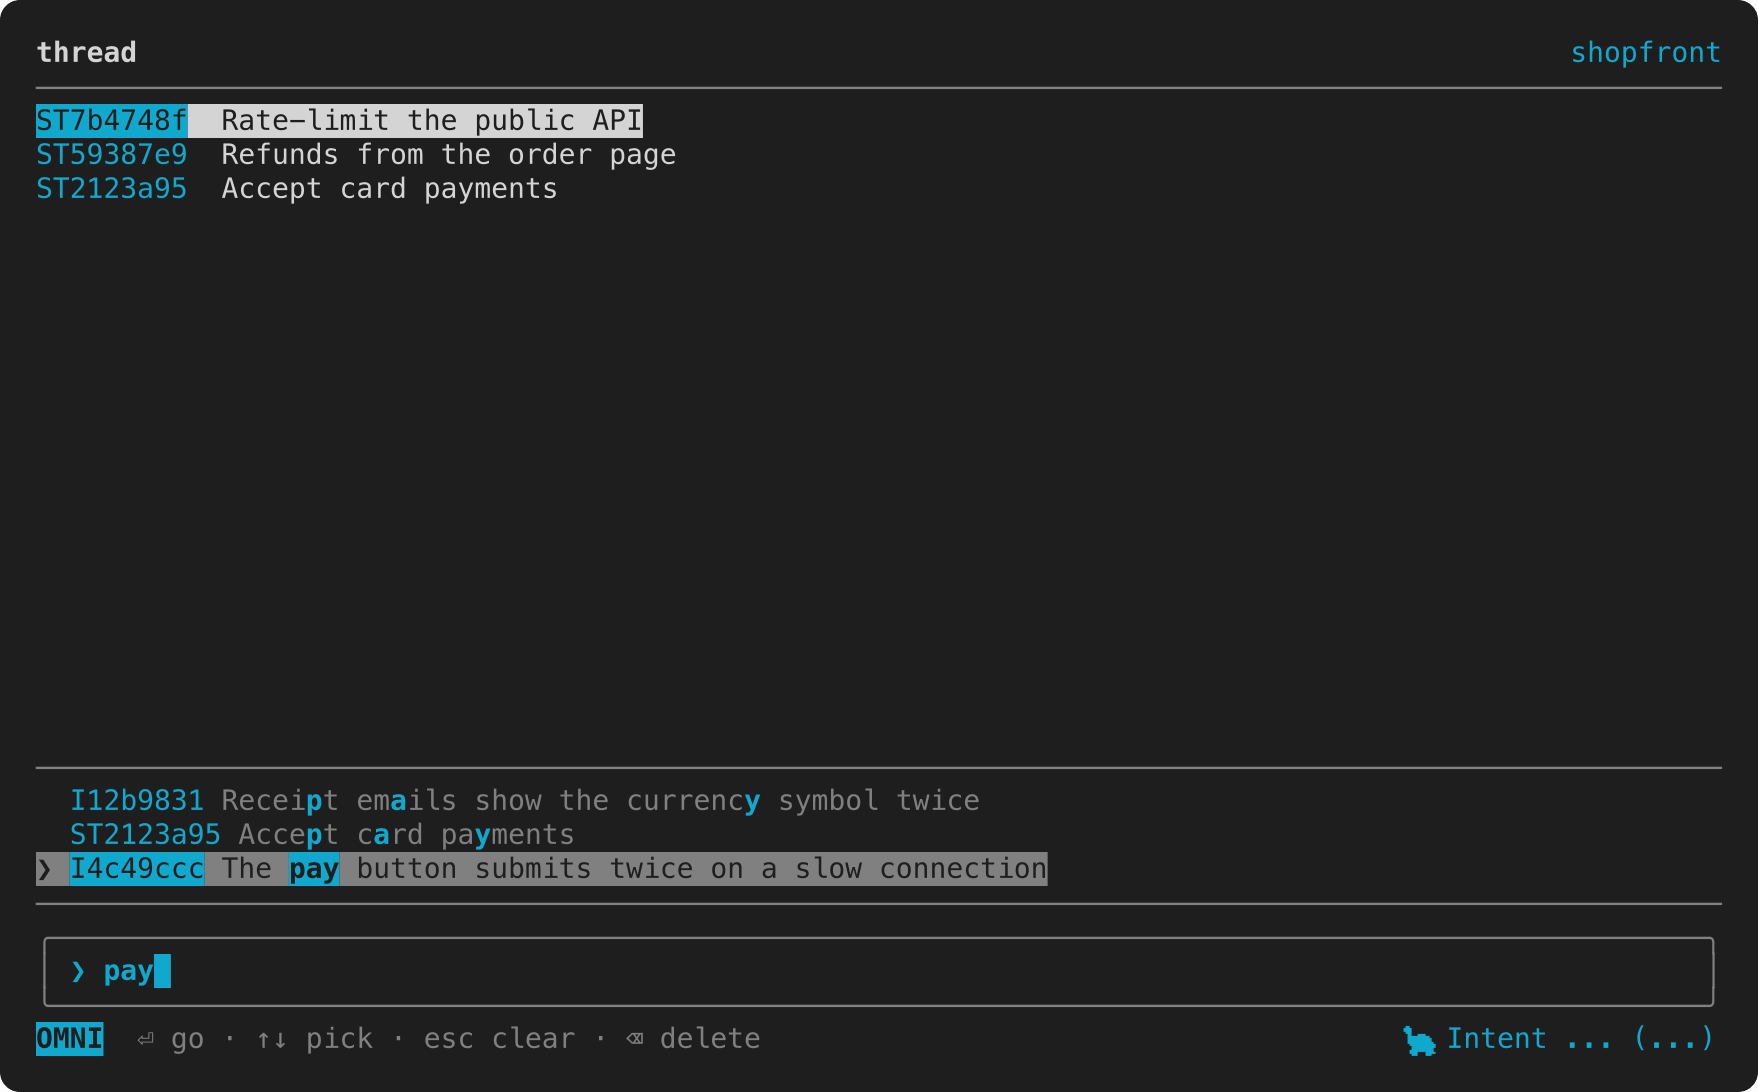 thread shopfront
ST7b4748f Rate-limit the public API
ST59387e9 Refunds from the order page
ST2123a95 Accept card payments
I12b9831 Receipt emails show the currency symbol twice
ST2123a95 Accept card payments
❯ I4c49ccc The pay button submits twice on a slow connection
❯ pay
OMNI ⏎ go · ↑↓ pick · esc clear · ⌫ delete Intent ... (...)